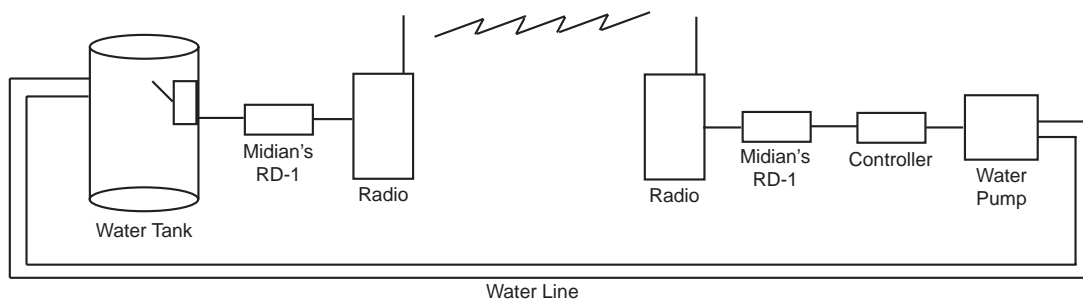 Midian's
RD-1
Radio
Water Tank
Radio
Midian's
RD-1
Controller
Water
Pump
Water Line